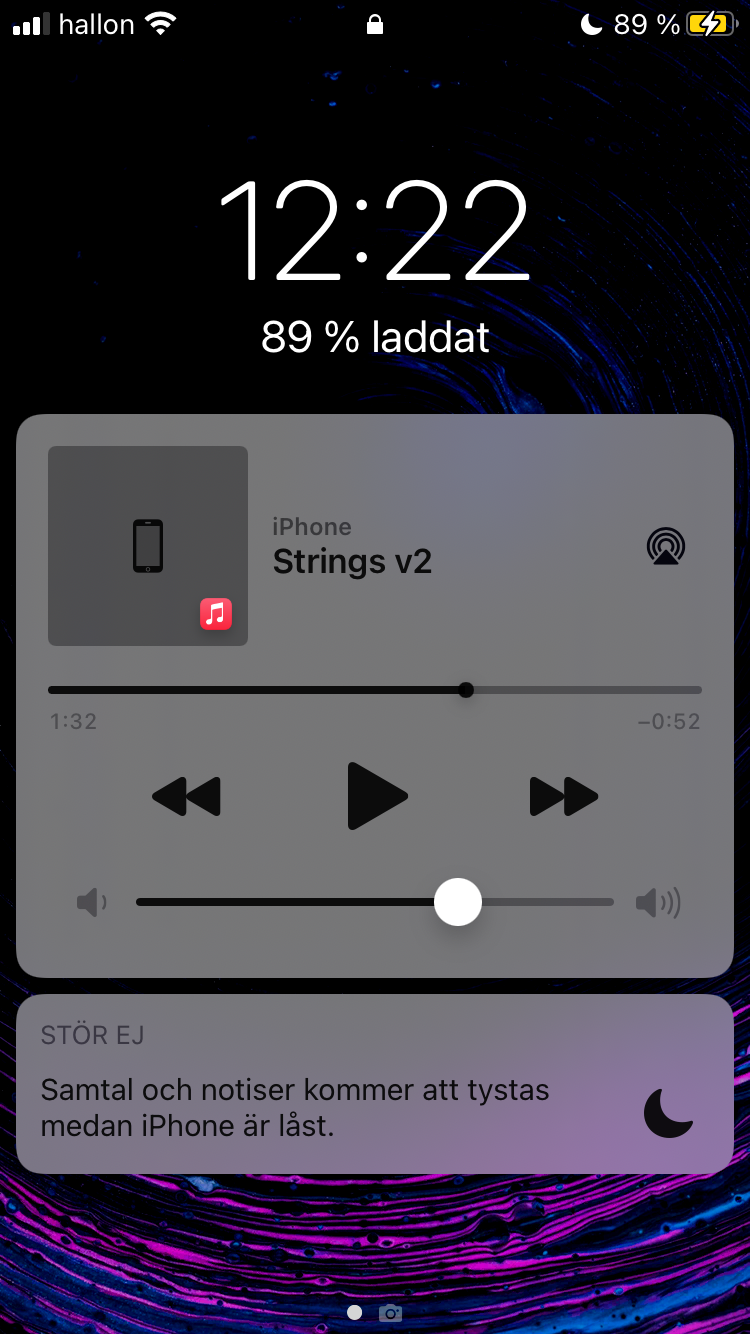 hallon 89 %
12:22
89 % laddat
iPhone
Strings v2
1:32 −0:52
STÖR EJ
Samtal och notiser kommer att tystas
medan iPhone är låst.